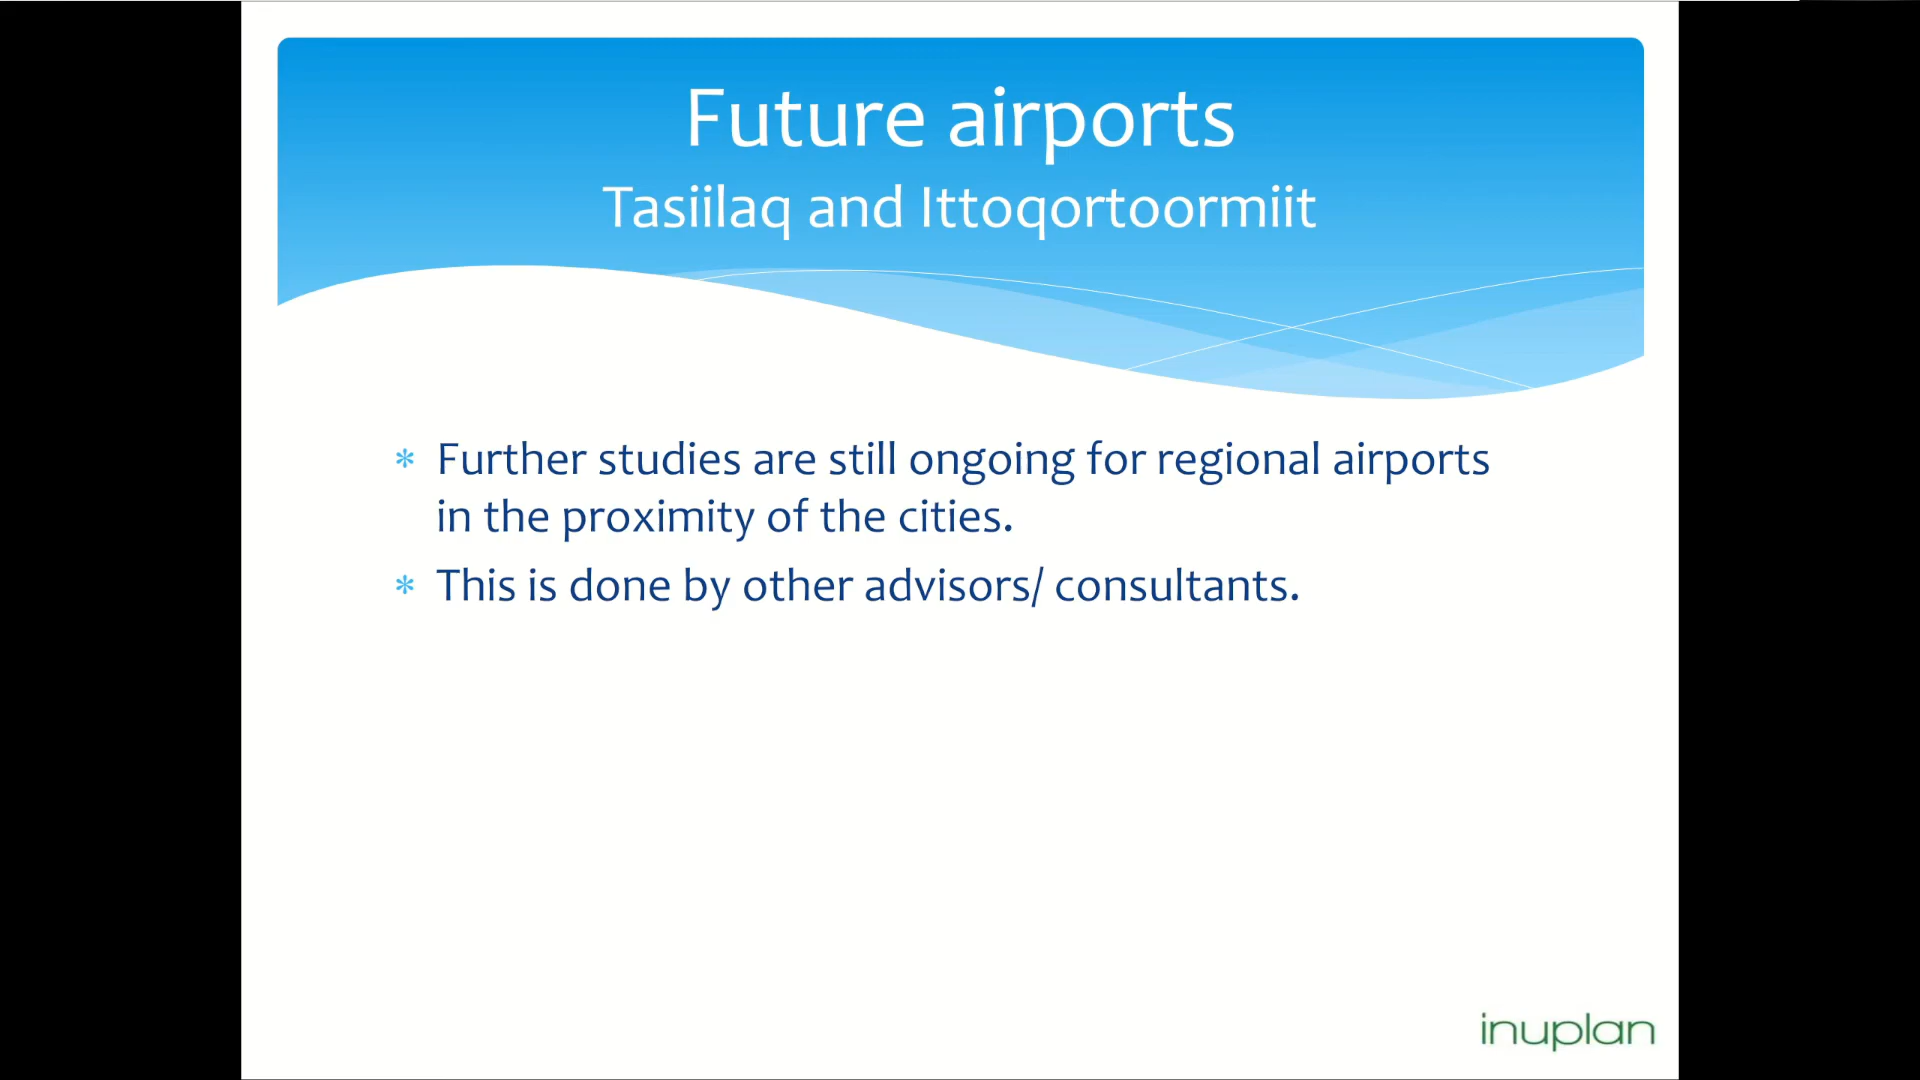 Future airports
Tasiilaq and Ittoqortoormiit
* Further studies are still ongoing for regional airports
in the proximity of the cities.
* This is done by other advisors/ consultants.
inuplan